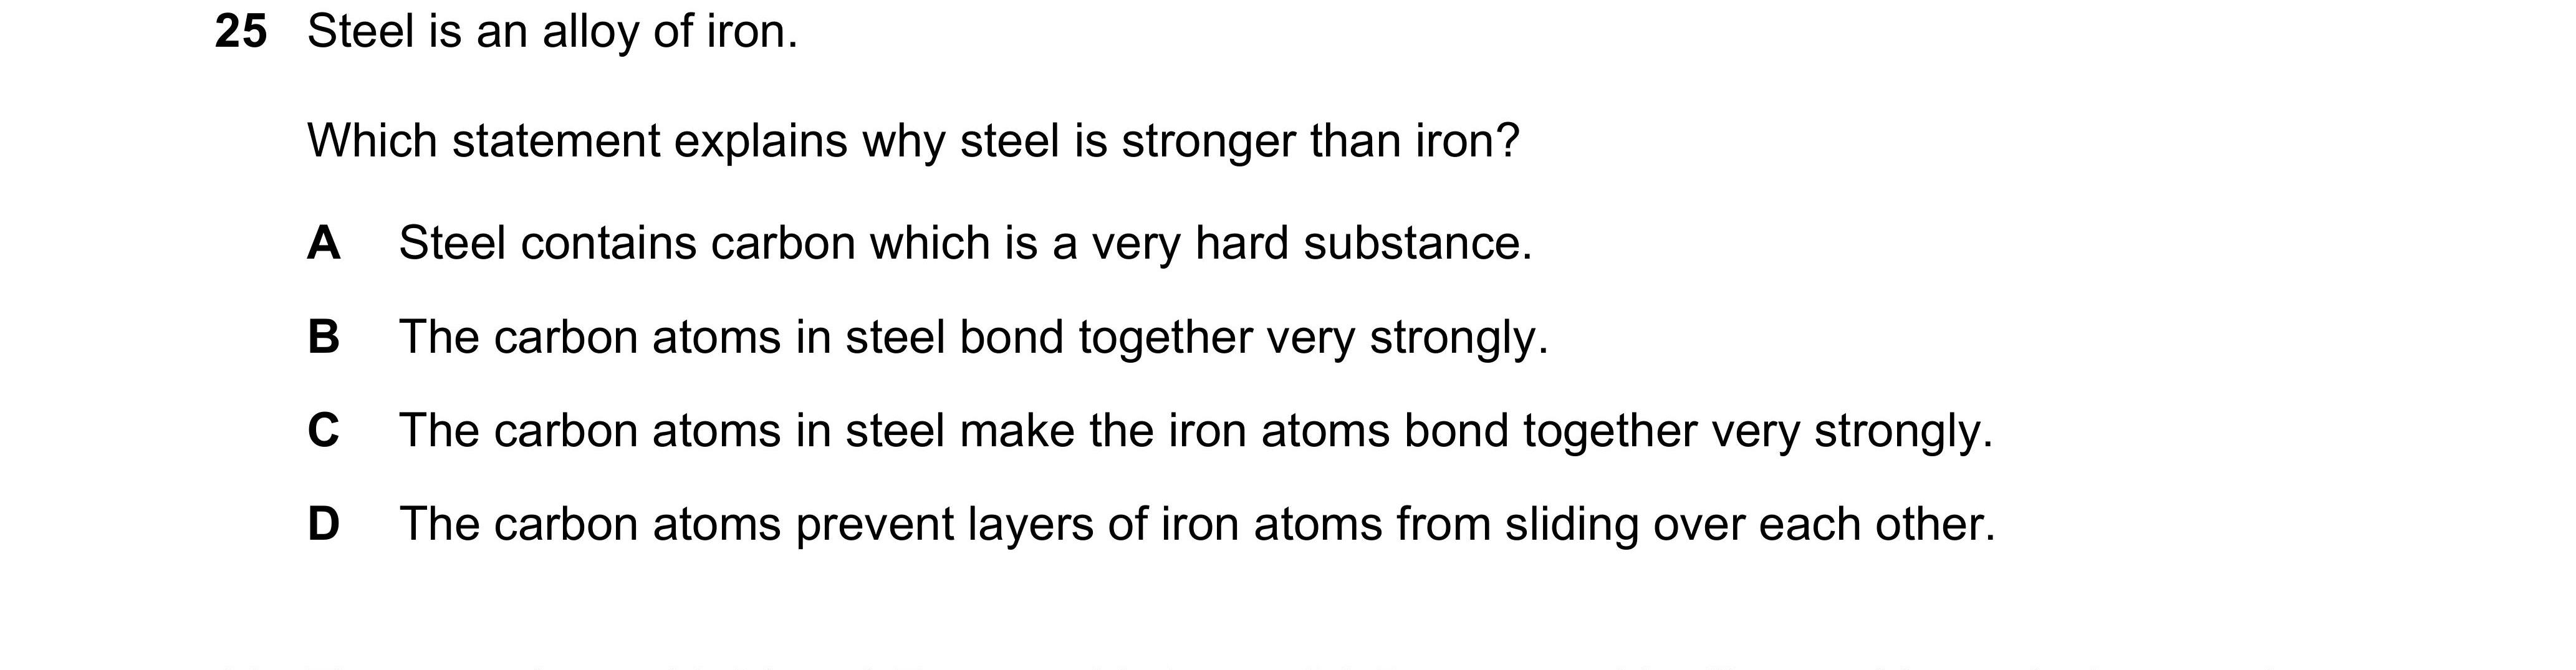 25 Steel is an alloy of iron.
Which statement explains why steel is stronger than iron?
A Steel contains carbon which is a very hard substance.
B The carbon atoms in steel bond together very strongly.
C The carbon atoms in steel make the iron atoms bond together very strongly.
D The carbon atoms prevent layers of iron atoms from sliding over each other.